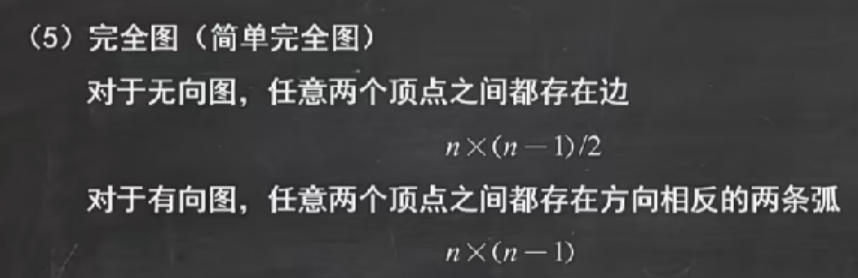 （5）完全图（简单完全图）
对于无向图，任意两个顶点之间都存在边
n×(n－1)/2
对于有向图，任意两个顶点之间都存在方向相反的两条弧
n×(n－1)